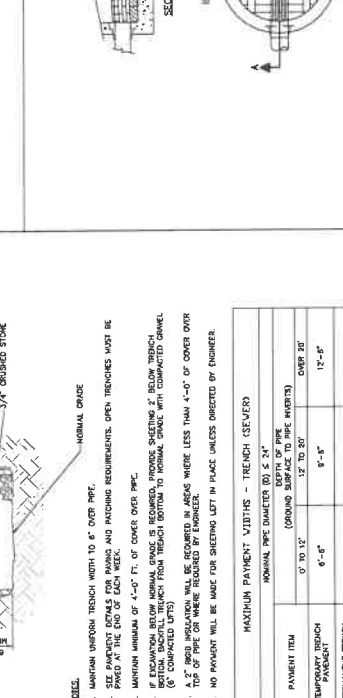 SEC
A
3/4" CRUSHED STONE
NORMAL GRADE
MAINTAIN UNIFORM TRENCH WIDTH TO 6" OVER PIPE.
SEE PAVEMENT DETAILS FOR PAVING AND PATCHING REQUIREMENTS. OPEN TRENCHES MUST BE
PAVED AT THE END OF EACH WEEK.
MAINTAIN MINIMUM OF 4'-0" FT. OF COVER OVER PIPE.
IF EXCAVATION BELOW NORMAL GRADE IS REQUIRED, PROVIDE SHEETING 2' BELOW TRENCH
BOTTOM. BACKFILL TRENCH FROM TRENCH BOTTOM TO NORMAL GRADE WITH COMPACTED GRAVEL
(6" COMPACTED LIFTS)
A 2" RIGID INSULATION WILL BE REQUIRED IN AREAS WHERE LESS THAN 4'-0" OF COVER OVER
TOP OF PIPE OR WHERE REQUIRED BY ENGINEER.
NO PAYMENT WILL BE MADE FOR SHEETING LEFT IN PLACE UNLESS DIRECTED BY ENGINEER.
MAXIMUM PAYMENT WIDTHS - TRENCH (SEWER)
NOMINAL PIPE DIAMETER (D) ≤ 24"
DEPTH OF PIPE
(GROUND SURFACE TO PIPE INVERTS)
PAYMENT ITEM
0' TO 12' 12' TO 20' OVER 20'
TEMPORARY TRENCH
PAVEMENT
6'-6" 9'-6" 12'-6"